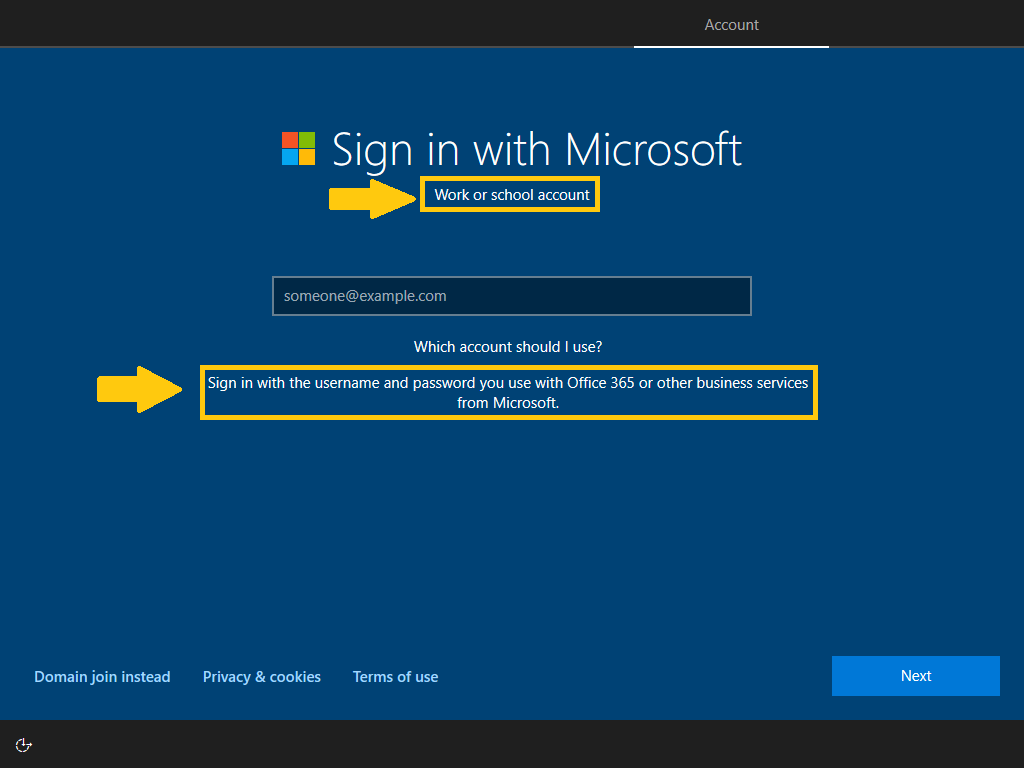 Account
Sign in with Microsoft
Work or school account
someone@example.com
Which account should I use?
Sign in with the username and password you use with Office 365 or other business services
from Microsoft.
Domain join instead
Privacy & cookies
Terms of use
Next